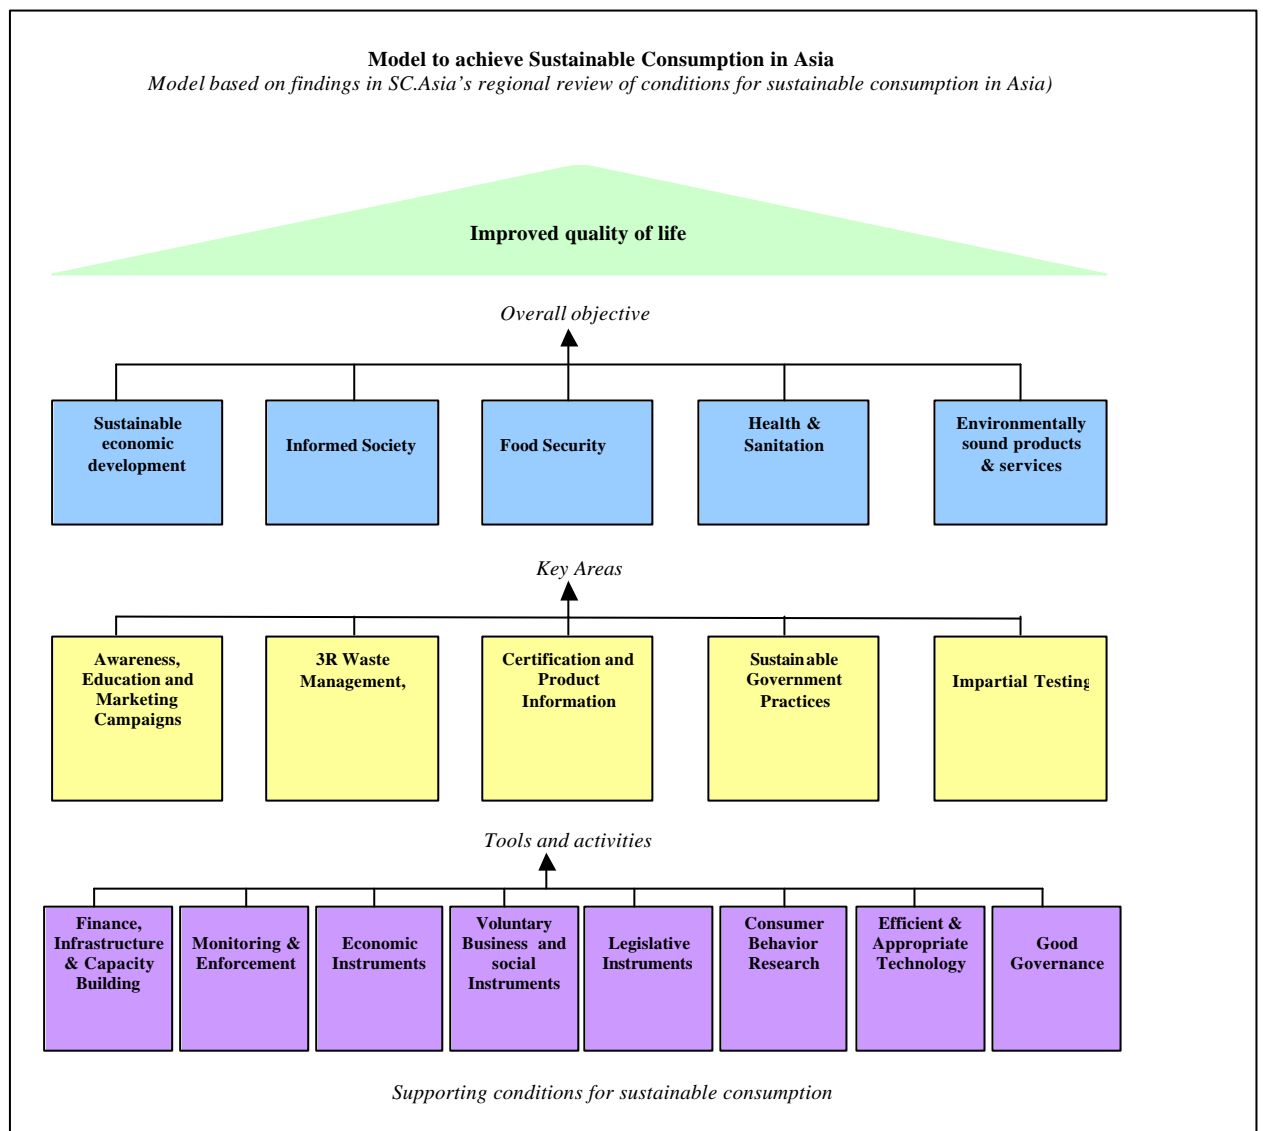 Model to achieve Sustainable Consumption in Asia
Model based on findings in SC.Asia's regional review of conditions for sustainable consumption in Asia)
Improved quality of life
Overall objective
Sustainable
economic
development
Informed Society
Food Security
Health &
Sanitation
Environmentally
sound products
& services
Key Areas
Awareness,
Education and
Marketing
Campaigns
3R Waste
Management,
Certification and
Product
Information
Sustainable
Government
Practices
Impartial Testing
Tools and activities
Finance,
Infrastructure
& Capacity
Building
Monitoring &
Enforcement
Economic
Instruments
Voluntary
Business and
social
Instruments
Legislative
Instruments
Consumer
Behavior
Research
Efficient &
Appropriate
Technology
Good
Governance
Supporting conditions for sustainable consumption